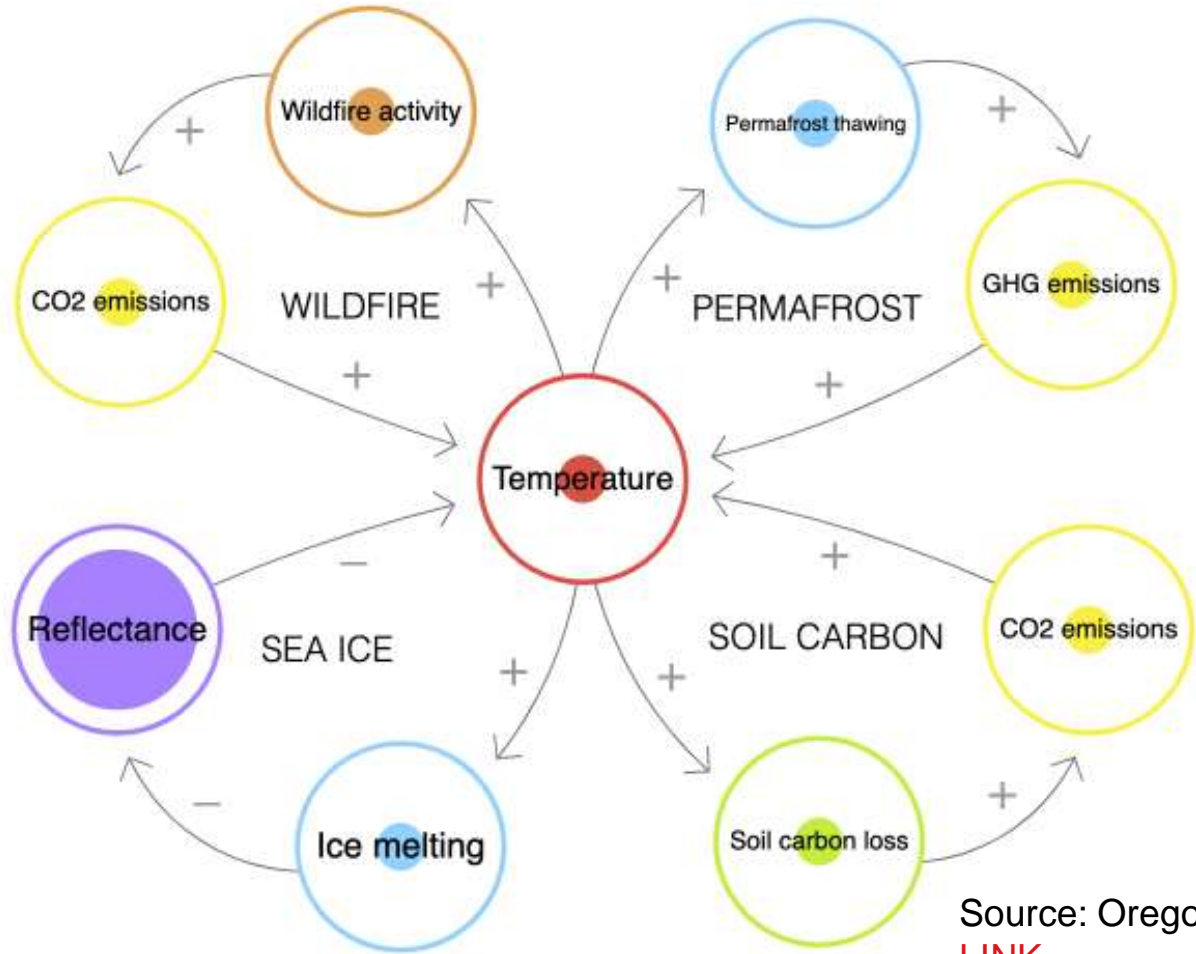 Wildfire activity
Permafrost thawing
+
+
CO2 emissions
GHG emissions
+
+
WILDFIRE
PERMAFROST
+
+
Temperature
−
+
Reflectance
CO2 emissions
SEA ICE
SOIL CARBON
+
+
−
+
Ice melting
Soil carbon loss
Source: